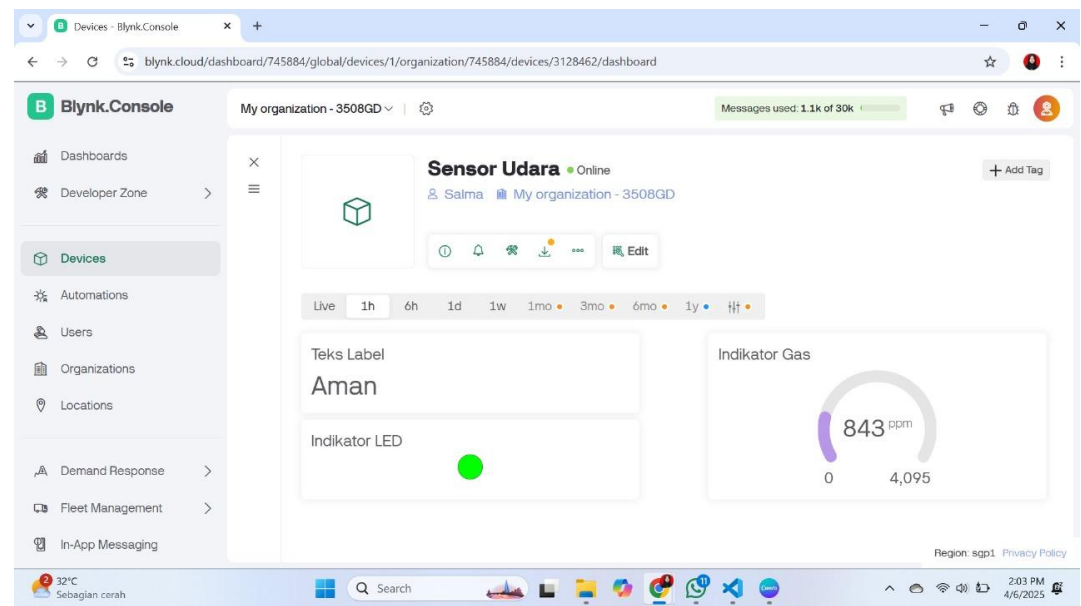 Devices - Blynk.Console
blynk.cloud/dashboard/745884/global/devices/1/organization/745884/devices/3128462/dashboard
B Blynk.Console
My organization - 3508GD
Messages used: 1.1k of 30k
Dashboards
Developer Zone
Devices
Automations
Users
Organizations
Locations
Demand Response
Fleet Management
In-App Messaging
Sensor Udara Online
Salma My organization - 3508GD
+ Add Tag
Edit
Live 1h 6h 1d 1w 1mo 3mo 6mo 1y
Teks Label
Aman
Indikator LED
Indikator Gas
843 ppm
0 4,095
Region: sgp1 Privacy Policy
2
32°C
Sebagian cerah
Search
2:03 PM
4/6/2025